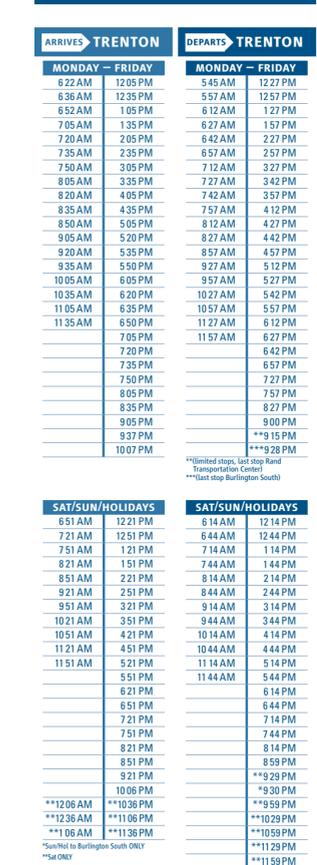 ARRIVES TRENTON
MONDAY — FRIDAY
6 22 AM 12 05 PM
6 36 AM 12 35 PM
6 52 AM 1 05 PM
7 05 AM 1 35 PM
7 20 AM 2 05 PM
7 35 AM 2 35 PM
7 50 AM 3 05 PM
8 05 AM 3 35 PM
8 20 AM 4 05 PM
8 35 AM 4 35 PM
8 50 AM 5 05 PM
9 05 AM 5 20 PM
9 20 AM 5 35 PM
9 35 AM 5 50 PM
10 05 AM 6 05 PM
10 35 AM 6 20 PM
11 05 AM 6 35 PM
11 35 AM 6 50 PM
7 05 PM
7 20 PM
7 35 PM
7 50 PM
8 05 PM
8 35 PM
9 05 PM
9 37 PM
10 07 PM
DEPARTS TRENTON
MONDAY — FRIDAY
5 45 AM 12 27 PM
5 57 AM 12 57 PM
6 12 AM 1 27 PM
6 27 AM 1 57 PM
6 42 AM 2 27 PM
6 57 AM 2 57 PM
7 12 AM 3 27 PM
7 27 AM 3 42 PM
7 42 AM 3 57 PM
7 57 AM 4 12 PM
8 12 AM 4 27 PM
8 27 AM 4 42 PM
8 57 AM 4 57 PM
9 27 AM 5 12 PM
9 57 AM 5 27 PM
10 27 AM 5 42 PM
10 57 AM 5 57 PM
11 27 AM 6 12 PM
11 57 AM 6 27 PM
6 42 PM
6 57 PM
7 27 PM
7 57 PM
8 27 PM
9 00 PM
**9 15 PM
***9 28 PM
**(limited stops, last stop Rand
Transportation Center)
***(last stop Burlington South)
SAT/SUN/HOLIDAYS
6 51 AM 12 21 PM
7 21 AM 12 51 PM
7 51 AM 1 21 PM
8 21 AM 1 51 PM
8 51 AM 2 21 PM
9 21 AM 2 51 PM
9 51 AM 3 21 PM
10 21 AM 3 51 PM
10 51 AM 4 21 PM
11 21 AM 4 51 PM
11 51 AM 5 21 PM
5 51 PM
6 21 PM
6 51 PM
7 21 PM
7 51 PM
8 21 PM
8 51 PM
9 21 PM
10 06 PM
**12 06 AM **10 36 PM
**12 36 AM **11 06 PM
**1 06 AM **11 36 PM
*Sun/Hol to Burlington South ONLY
**Sat ONLY
SAT/SUN/HOLIDAYS
6 14 AM 12 14 PM
6 44 AM 12 44 PM
7 14 AM 1 14 PM
7 44 AM 1 44 PM
8 14 AM 2 14 PM
8 44 AM 2 44 PM
9 14 AM 3 14 PM
9 44 AM 3 44 PM
10 14 AM 4 14 PM
10 44 AM 4 44 PM
11 14 AM 5 14 PM
11 44 AM 5 44 PM
6 14 PM
6 44 PM
7 14 PM
7 44 PM
8 14 PM
8 59 PM
**9 29 PM
*9 30 PM
**9 59 PM
**10 29 PM
**10 59 PM
**11 29 PM
**11 59 PM